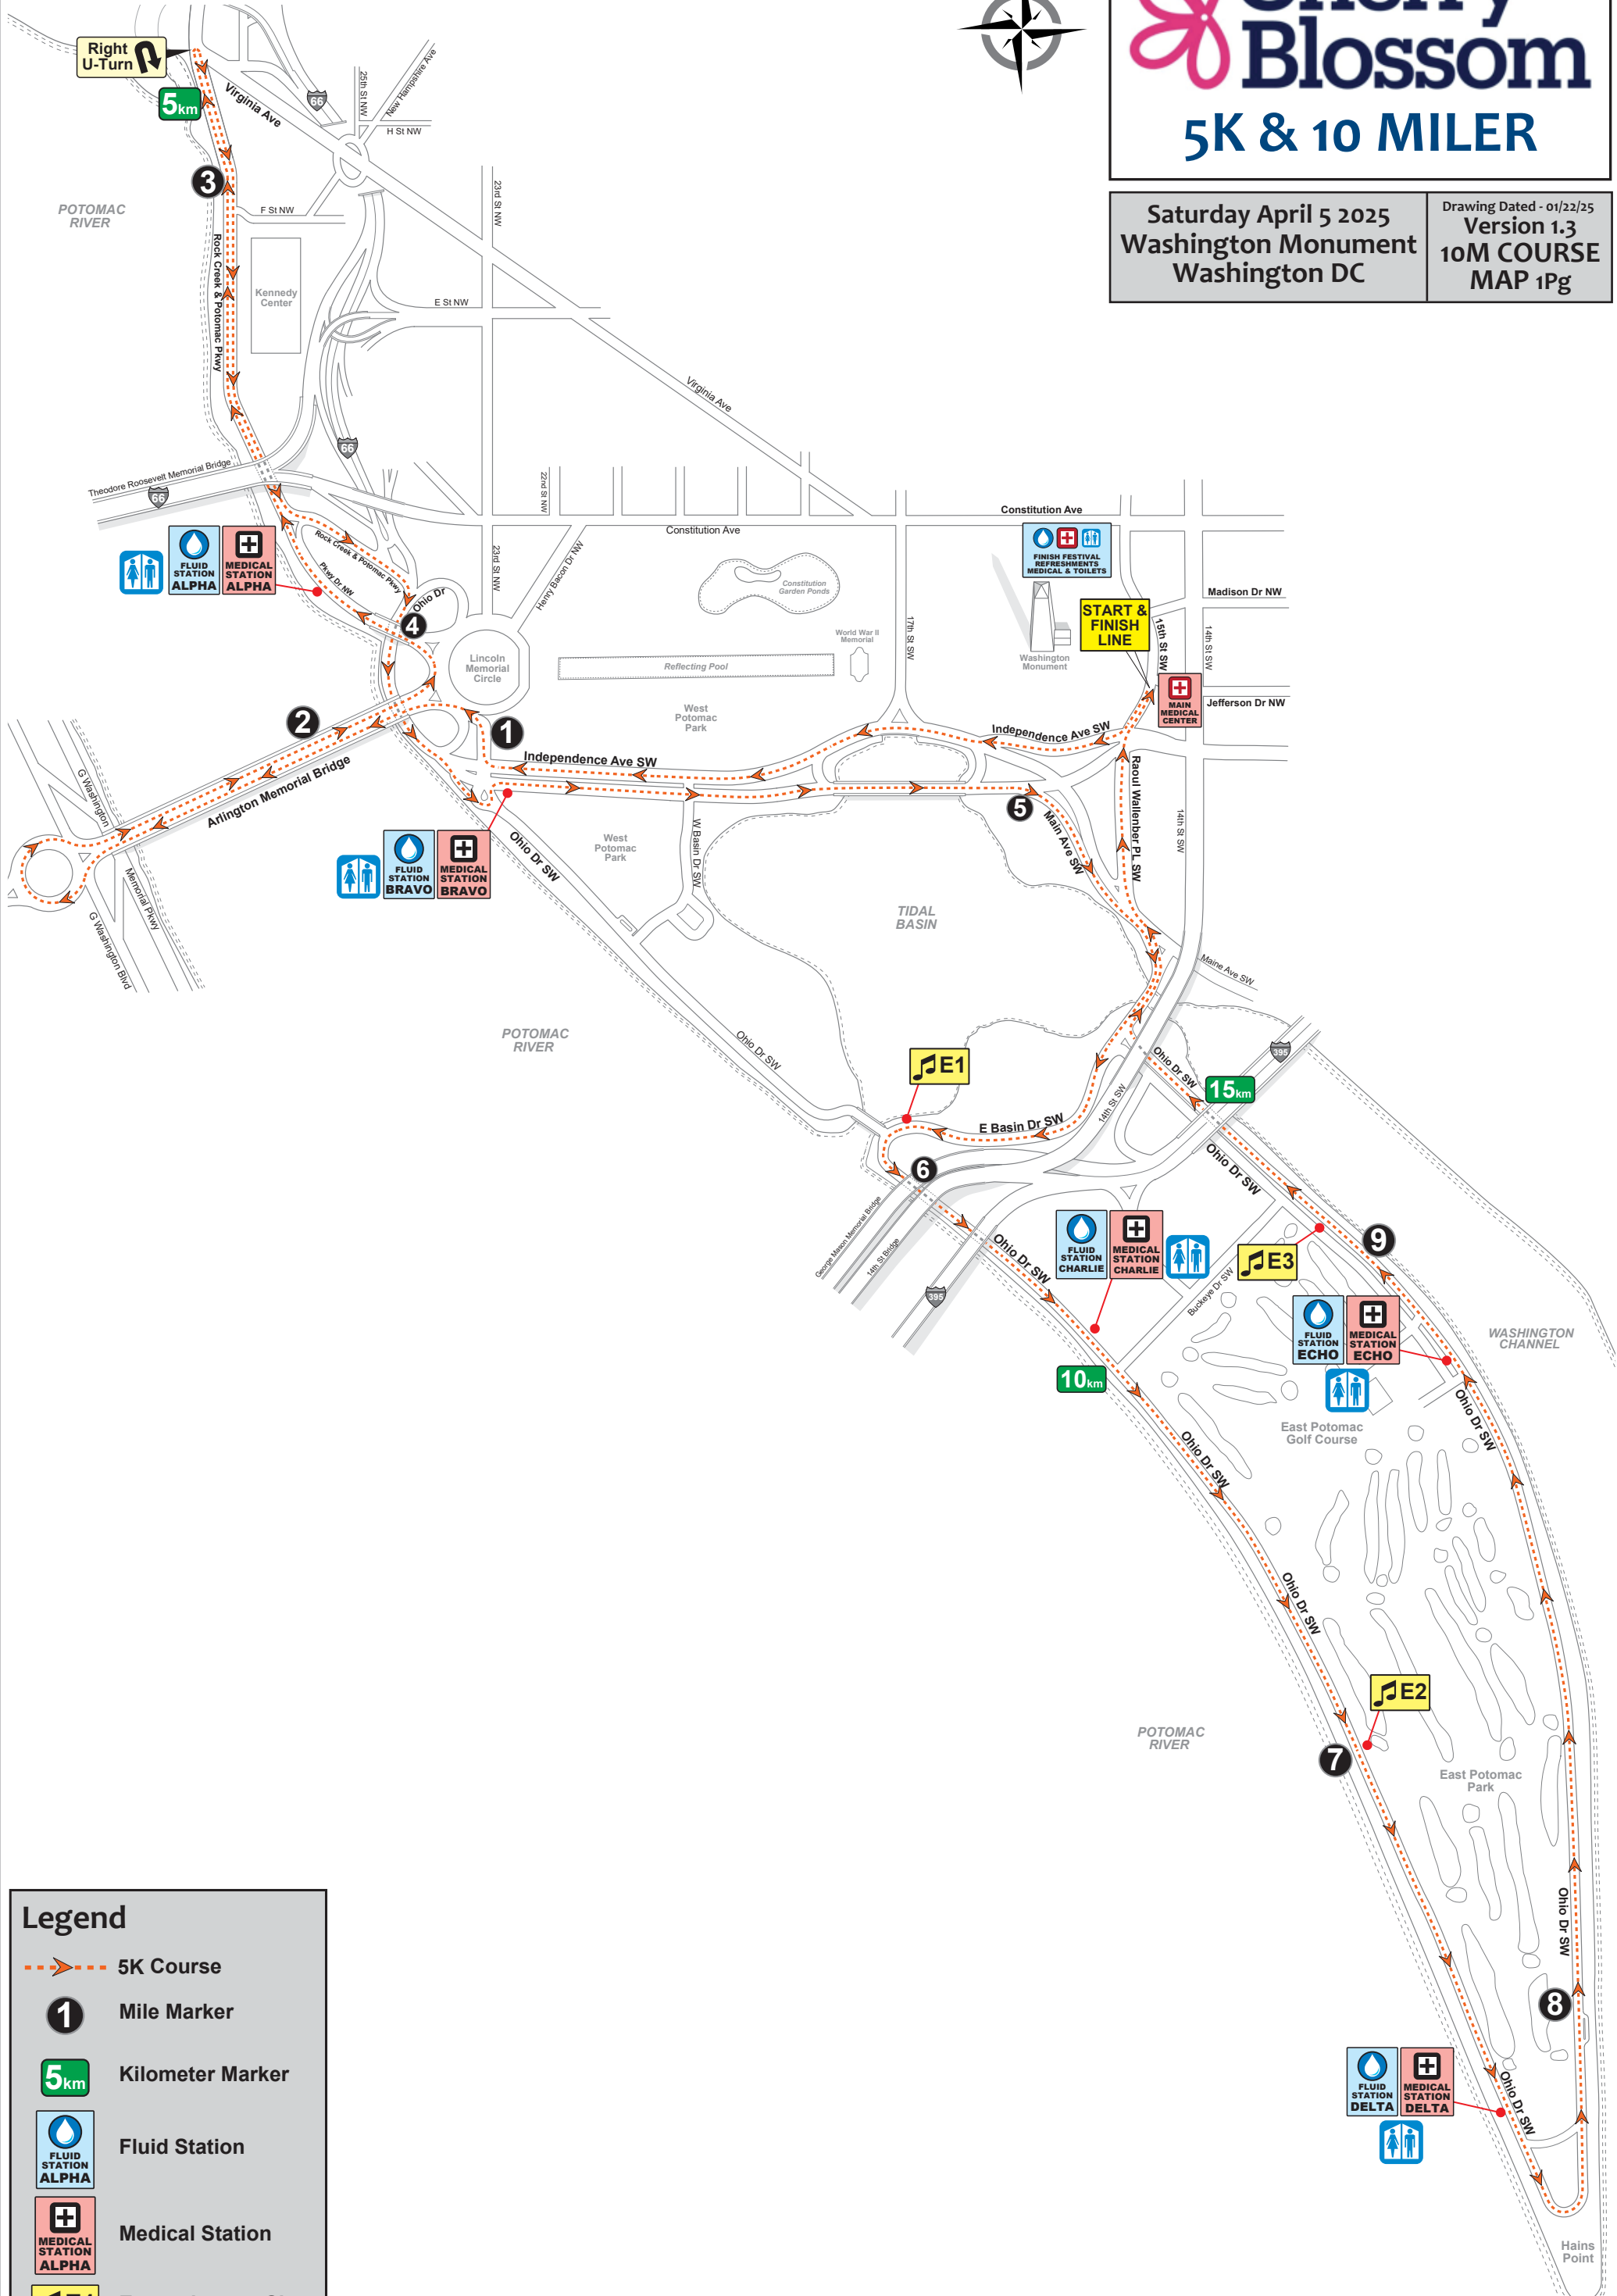 Blossom
5K & 10 MILER
Saturday April 5 2025
Washington Monument
Washington DC
Drawing Dated - 01/22/25
Version 1.3
10M COURSE
MAP 1Pg
Right
U-Turn
5km
3
POTOMAC
RIVER
Virginia Ave
66
25th St NW
New Hampshire Ave
H St NW
F St NW
23rd St NW
Rock Creek & Potomac Pkwy
Kennedy
Center
E St NW
Virginia Ave
66
Theodore Roosevelt Memorial Bridge
66
22nd St NW
Constitution Ave
Constitution Ave
FLUID
STATION
ALPHA
MEDICAL
STATION
ALPHA
Rock Creek & Potomac Pkwy
Pkwy Dr NW
Ohio Dr
4
23rd St NW
Henry Bacon Dr NW
Constitution
Garden Ponds
FINISH FESTIVAL
REFRESHMENTS
MEDICAL & TOILETS
Madison Dr NW
START &
FINISH
LINE
15th St SW
14th St SW
17th St SW
World War II
Memorial
Washington
Monument
Lincoln
Memorial
Circle
Reflecting Pool
MAIN
MEDICAL
CENTER
Jefferson Dr NW
2
1
West
Potomac
Park
Independence Ave SW
Independence Ave SW
G Washington
Arlington Memorial Bridge
Memorial Pkwy
G Washington Blvd
5
Main Ave SW
Raoul Wallenber PL SW
14th St SW
FLUID
STATION
BRAVO
MEDICAL
STATION
BRAVO
Ohio Dr SW
West
Potomac
Park
W Basin Dr SW
TIDAL
BASIN
Maine Ave SW
POTOMAC
RIVER
Ohio Dr SW
E1
Ohio Dr SW
395
15km
14th St SW
E Basin Dr SW
6
Ohio Dr SW
George Mason Memorial Bridge
14th St Bridge
395
Ohio Dr SW
FLUID
STATION
CHARLIE
MEDICAL
STATION
CHARLIE
Buckeye Dr SW
E3
9
FLUID
STATION
ECHO
MEDICAL
STATION
ECHO
WASHINGTON
CHANNEL
10km
East Potomac
Golf Course
Ohio Dr SW
Ohio Dr SW
Ohio Dr SW
E2
POTOMAC
RIVER
7
East Potomac
Park
Ohio Dr SW
8
FLUID
STATION
DELTA
MEDICAL
STATION
DELTA
Ohio Dr SW
Hains
Point
Legend
5K Course
1
Mile Marker
5km
Kilometer Marker
FLUID
STATION
ALPHA
Fluid Station
MEDICAL
STATION
ALPHA
Medical Station